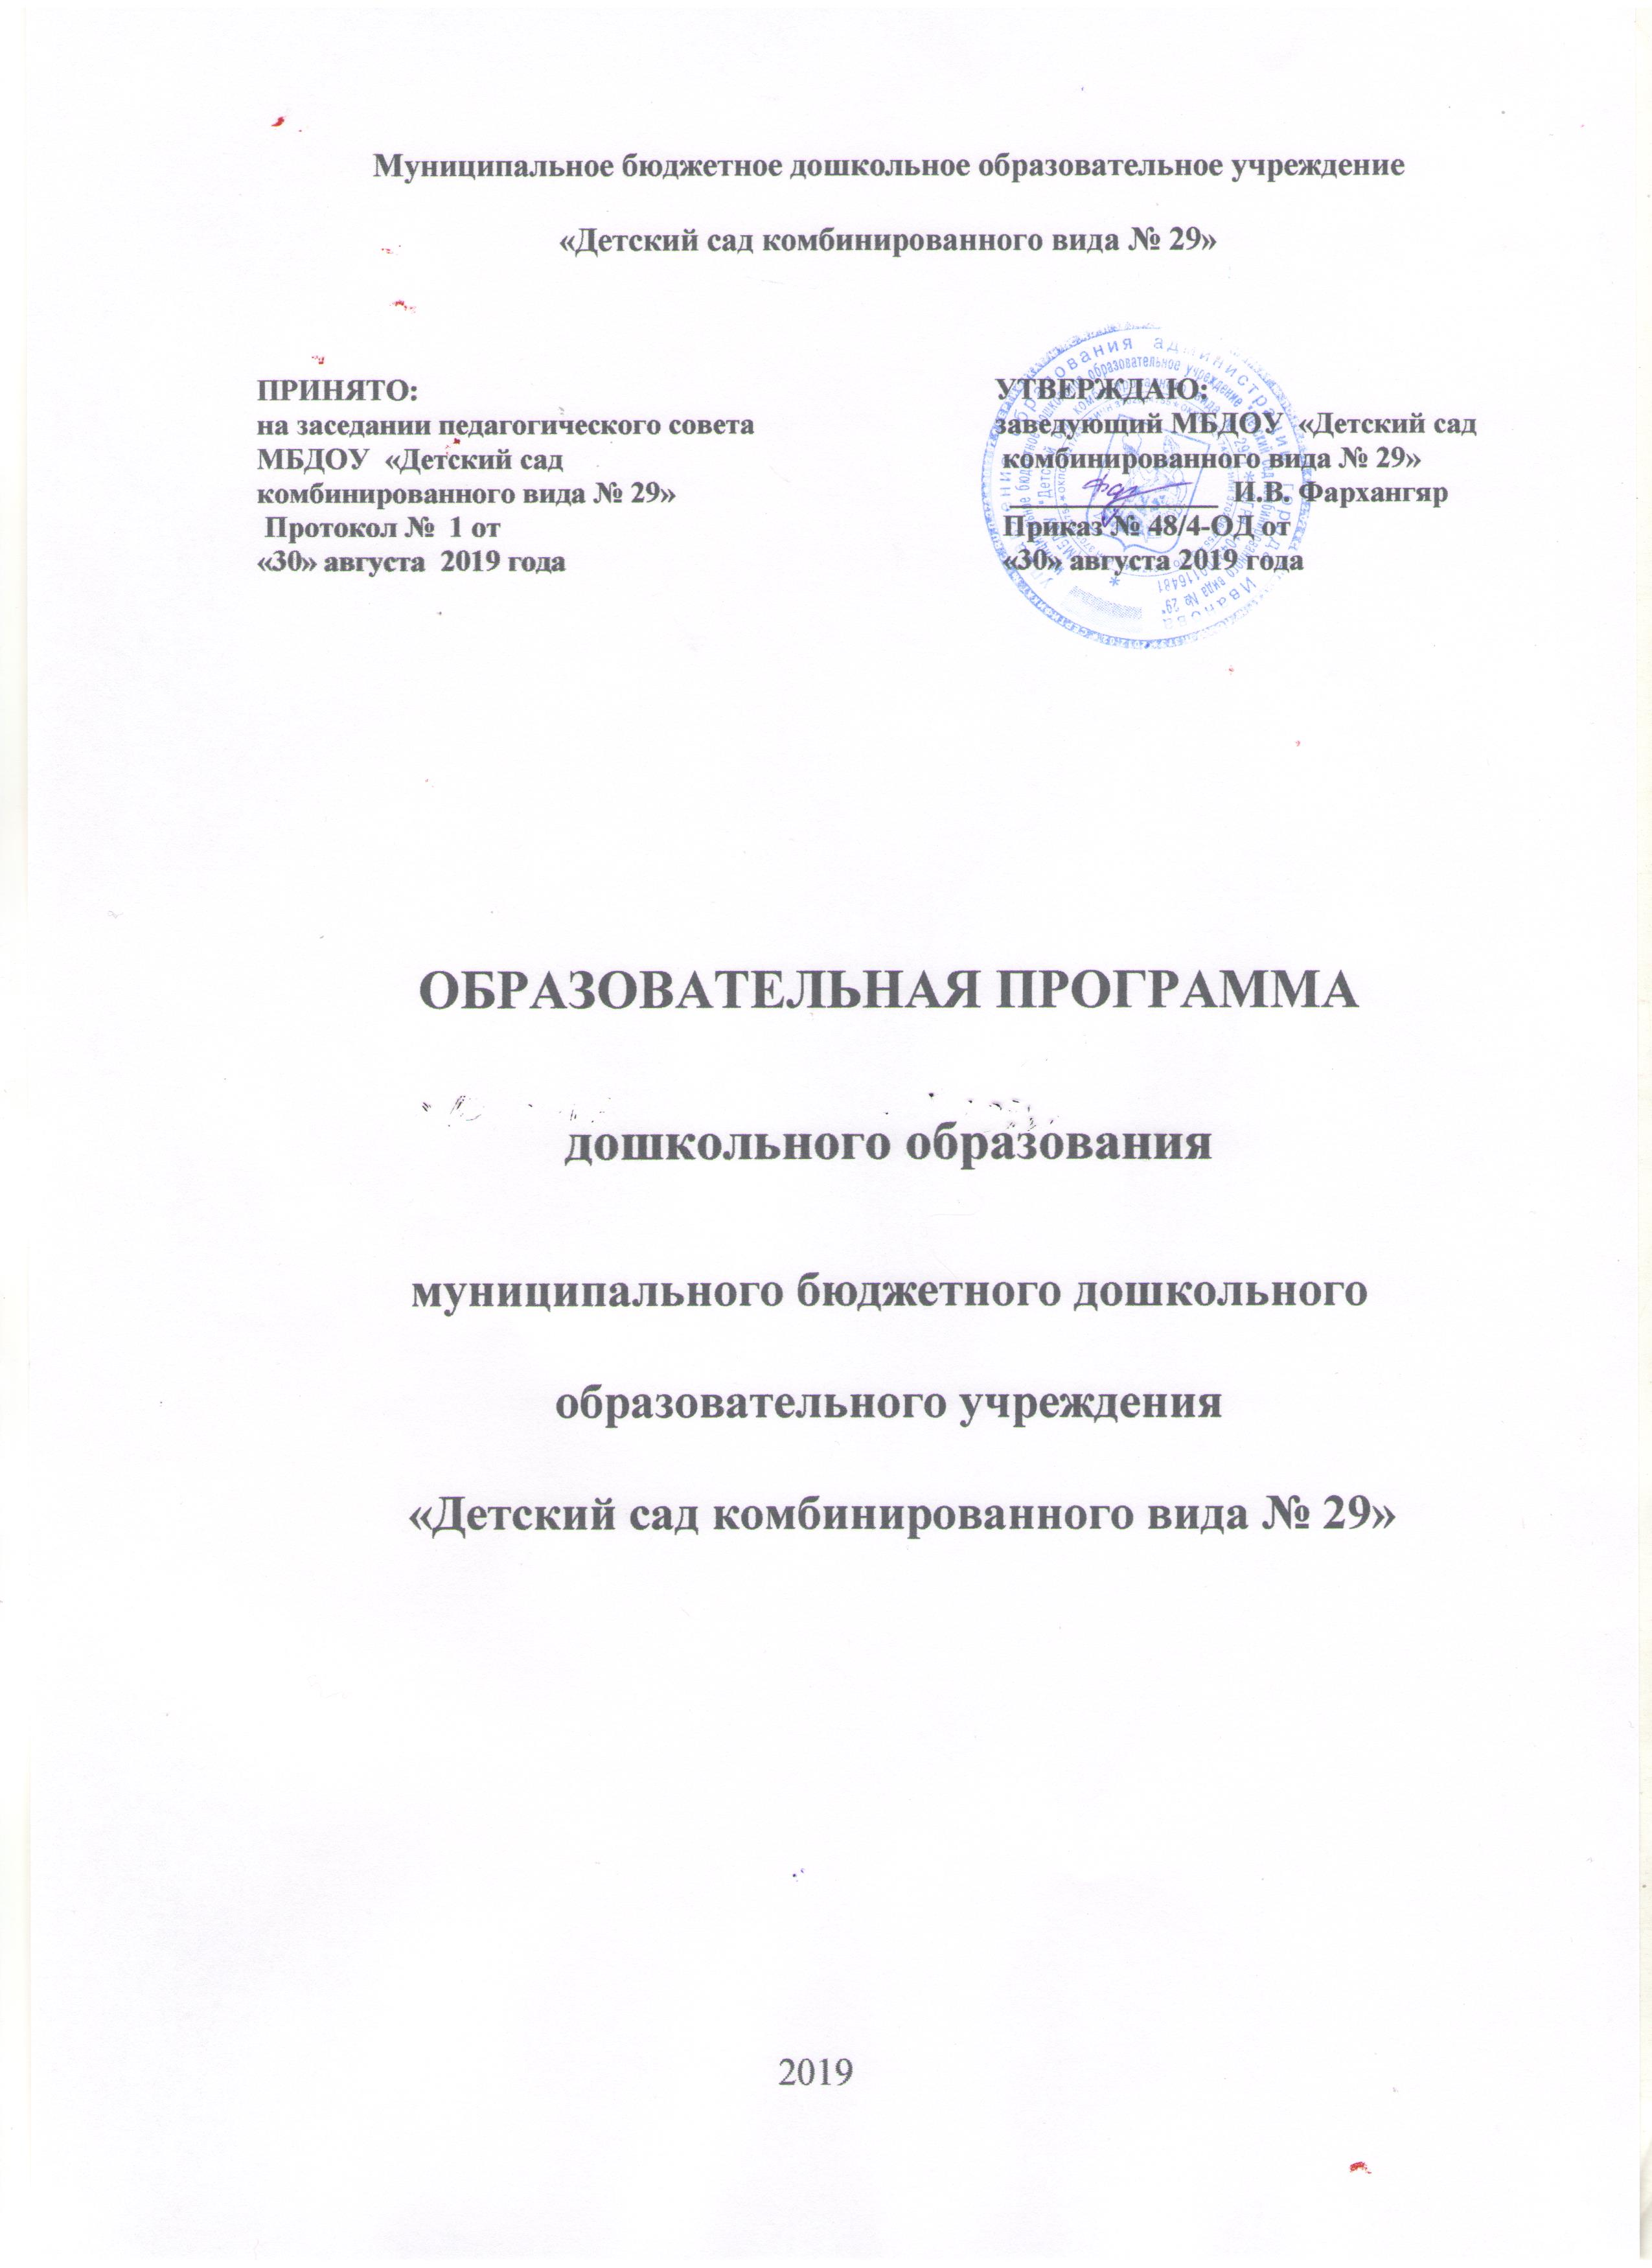 Муниципальное бюджетное дошкольное образовательное учреждение
«Детский сад комбинированного вида № 29»
ПРИНЯТО:
на заседании педагогического совета
МБДОУ «Детский сад
комбинированного вида № 29»
Протокол № 1 от
«30» августа 2019 года
УТВЕРЖДАЮ:
заведующий МБДОУ «Детский сад
комбинированного вида № 29»
И.В. Фархангяр
Приказ № 48/4-ОД от
«30» августа 2019 года
ОБРАЗОВАТЕЛЬНАЯ ПРОГРАММА
дошкольного образования
муниципального бюджетного дошкольного
образовательного учреждения
«Детский сад комбинированного вида № 29»
2019